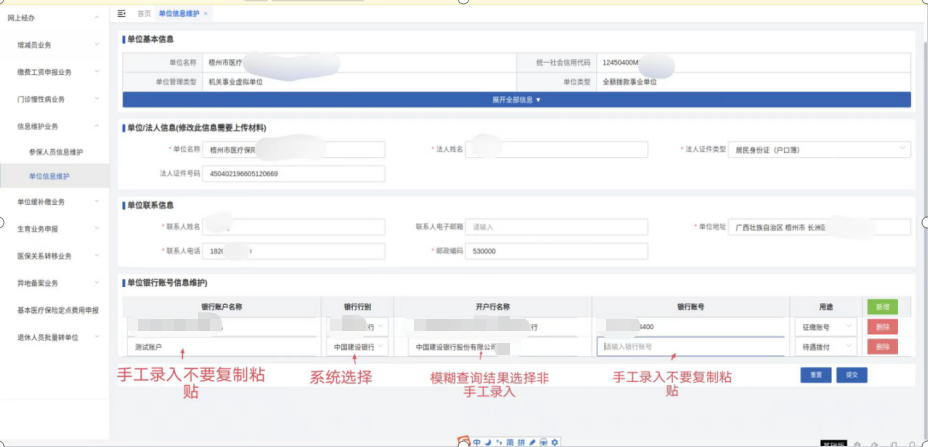 网上经办
首页 单位信息维护 ×
增减员业务
缴费工资申报业务
门诊慢性病业务
信息维护业务
参保人员信息维护
单位信息维护
单位缓补缴业务
生育业务申报
医保关系转移业务
异地备案业务
基本医疗保险定点费用申报
退休人员批量转单位
单位基本信息
单位名称 梧州市医疗 统一社会信用代码 12450400M
单位管理类型 机关事业虚拟单位 单位类型 全额拨款事业单位
展开全部信息 ▼
单位/法人信息(修改此信息需要上传材料)
* 单位名称 梧州市医疗保 * 法人姓名 * 法人证件类型 居民身份证（户口簿）
法人证件号码 450402196605120669
单位联系信息
* 联系人姓名 联系人电子邮箱 请输入 * 单位地址 广西壮族自治区 梧州市 长洲
* 联系人电话 182 * 邮政编码 530000
单位银行账号信息维护)
银行账户名称 银行行别 开户行名称 银行账号 用途 新增
行 行 4400 征缴账号 删除
测试账户 中国建设银行 中国建设银行股份有限公司 请输入银行账号 待遇拨付 删除
手工录入不要复制粘
贴
系统选择
模糊查询结果选择非
手工录入
手工录入不要复制粘
贴
重置 提交
中 简 拼